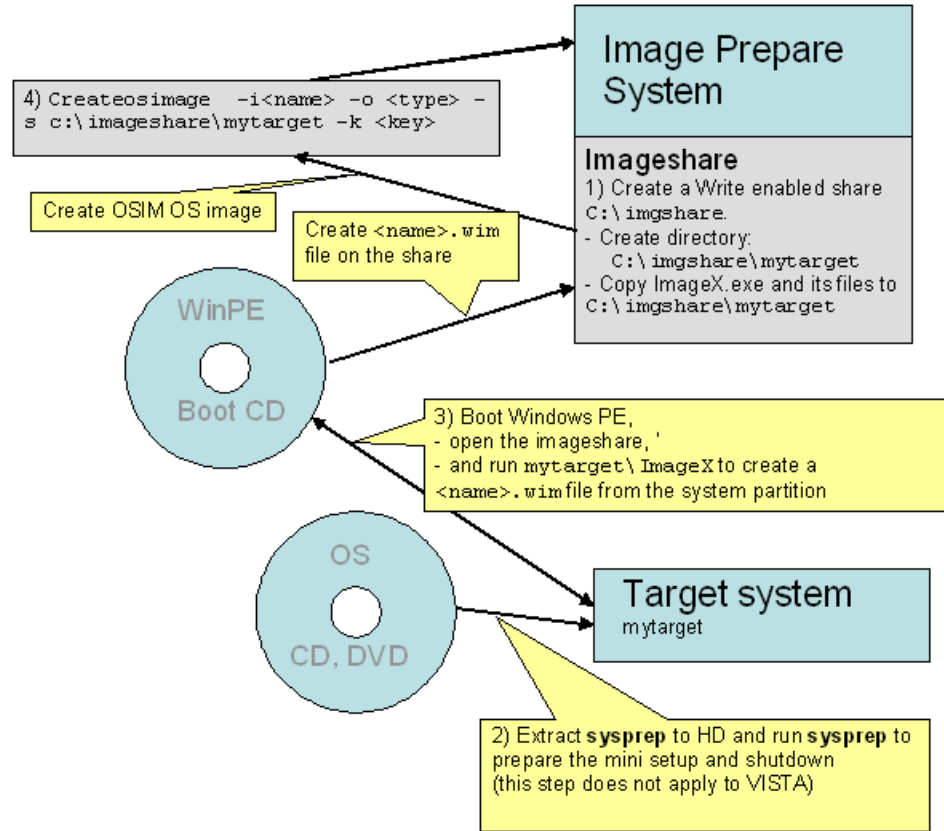 Image Prepare
System
4) Createosimage -i<name> -o <type> -
s c:\imageshare\mytarget -k <key>
Imageshare
1) Create a Write enabled share
C:\imgshare.
- Create directory:
C:\imgshare\mytarget
- Copy ImageX.exe and its files to
C:\imgshare\mytarget
Create OSIM OS image
Create <name>.wim
file on the share
WinPE
Boot CD
3) Boot Windows PE,
- open the imageshare, '
- and run mytarget\ImageX to create a
<name>.wim file from the system partition
OS
CD, DVD
Target system
mytarget
2) Extract sysprep to HD and run sysprep to
prepare the mini setup and shutdown
(this step does not apply to VISTA)